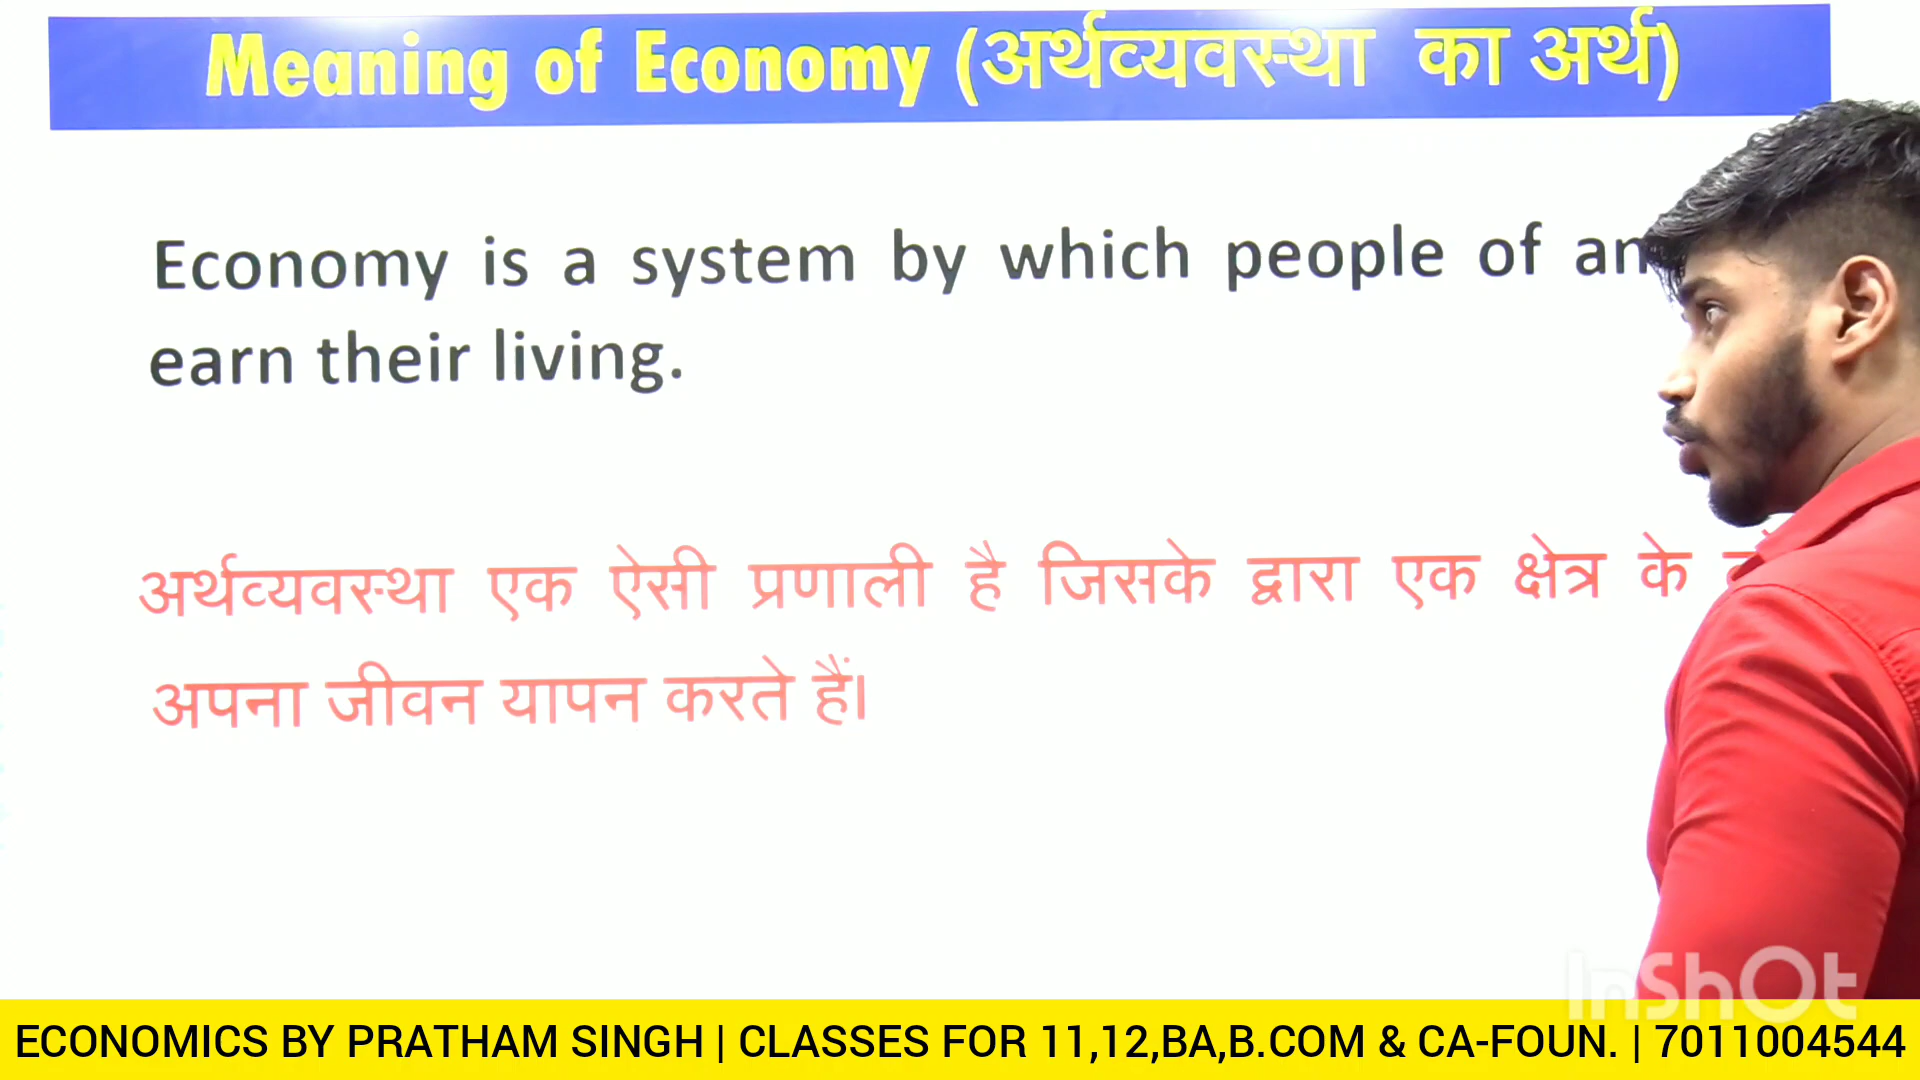 Meaning of Economy (अर्थव्यवस्था का अर्थ)
Economy is a system by which people of an
earn their living.
अर्थव्यवस्था एक ऐसी प्रणाली है जिसके द्वारा एक क्षेत्र के
अपना जीवन यापन करते हैं।
InShOt
ECONOMICS BY PRATHAM SINGH | CLASSES FOR 11,12,BA,B.COM & CA-FOUN. | 7011004544